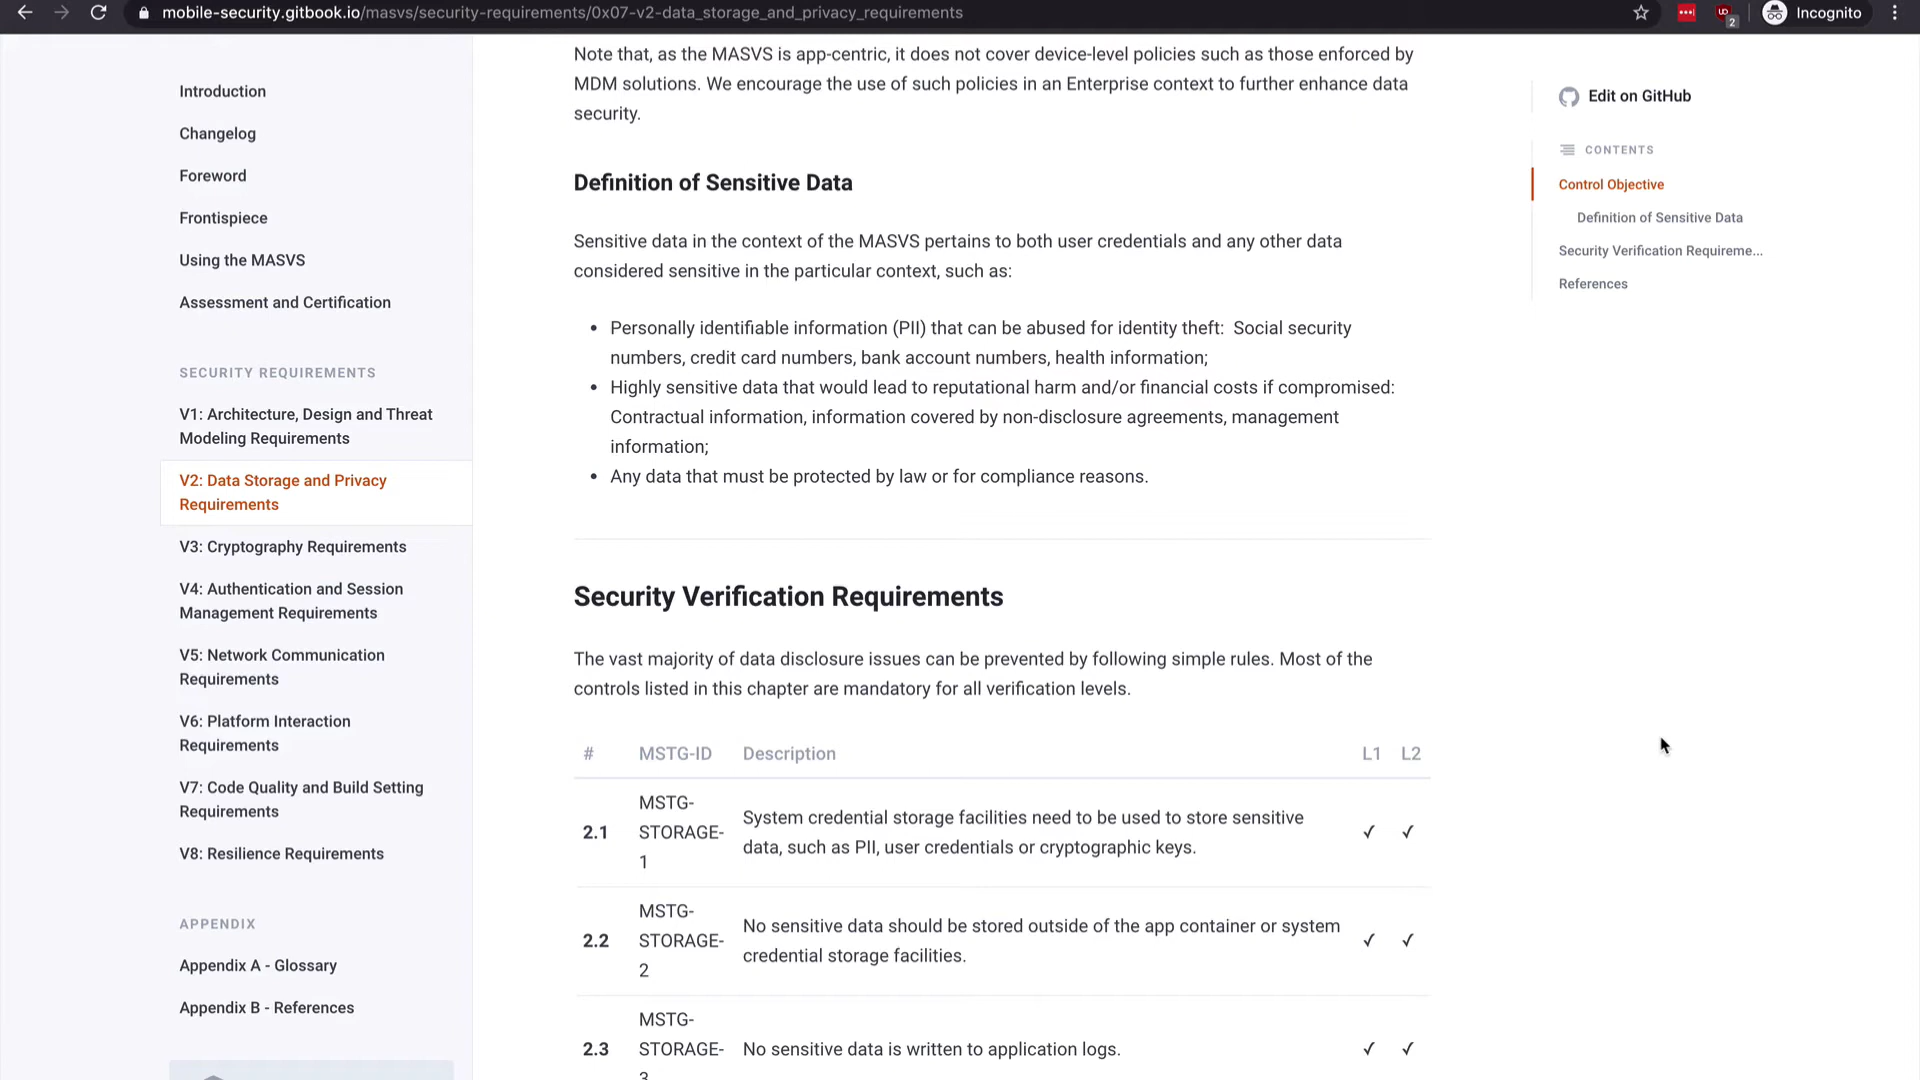 mobile-security.gitbook.io/masvs/security-requirements/0x07-v2-data_storage_and_privacy_requirements
2
Incognito
Introduction
Changelog
Foreword
Frontispiece
Using the MASVS
Assessment and Certification
SECURITY REQUIREMENTS
V1: Architecture, Design and Threat
Modeling Requirements
V2: Data Storage and Privacy
Requirements
V3: Cryptography Requirements
V4: Authentication and Session
Management Requirements
V5: Network Communication
Requirements
V6: Platform Interaction
Requirements
V7: Code Quality and Build Setting
Requirements
V8: Resilience Requirements
APPENDIX
Appendix A - Glossary
Appendix B - References
Note that, as the MASVS is app-centric, it does not cover device-level policies such as those enforced by
MDM solutions. We encourage the use of such policies in an Enterprise context to further enhance data
security.
Definition of Sensitive Data
Sensitive data in the context of the MASVS pertains to both user credentials and any other data
considered sensitive in the particular context, such as:
• Personally identifiable information (PII) that can be abused for identity theft: Social security
numbers, credit card numbers, bank account numbers, health information;
• Highly sensitive data that would lead to reputational harm and/or financial costs if compromised:
Contractual information, information covered by non-disclosure agreements, management
information;
• Any data that must be protected by law or for compliance reasons.
Security Verification Requirements
The vast majority of data disclosure issues can be prevented by following simple rules. Most of the
controls listed in this chapter are mandatory for all verification levels.
# MSTG-ID Description L1 L2
2.1 MSTG-
STORAGE-
1 System credential storage facilities need to be used to store sensitive
data, such as PII, user credentials or cryptographic keys. ✓ ✓
2.2 MSTG-
STORAGE-
2 No sensitive data should be stored outside of the app container or system
credential storage facilities. ✓ ✓
2.3 MSTG-
STORAGE-
3 No sensitive data is written to application logs. ✓ ✓
Edit on GitHub
CONTENTS
Control Objective
Definition of Sensitive Data
Security Verification Requireme...
References